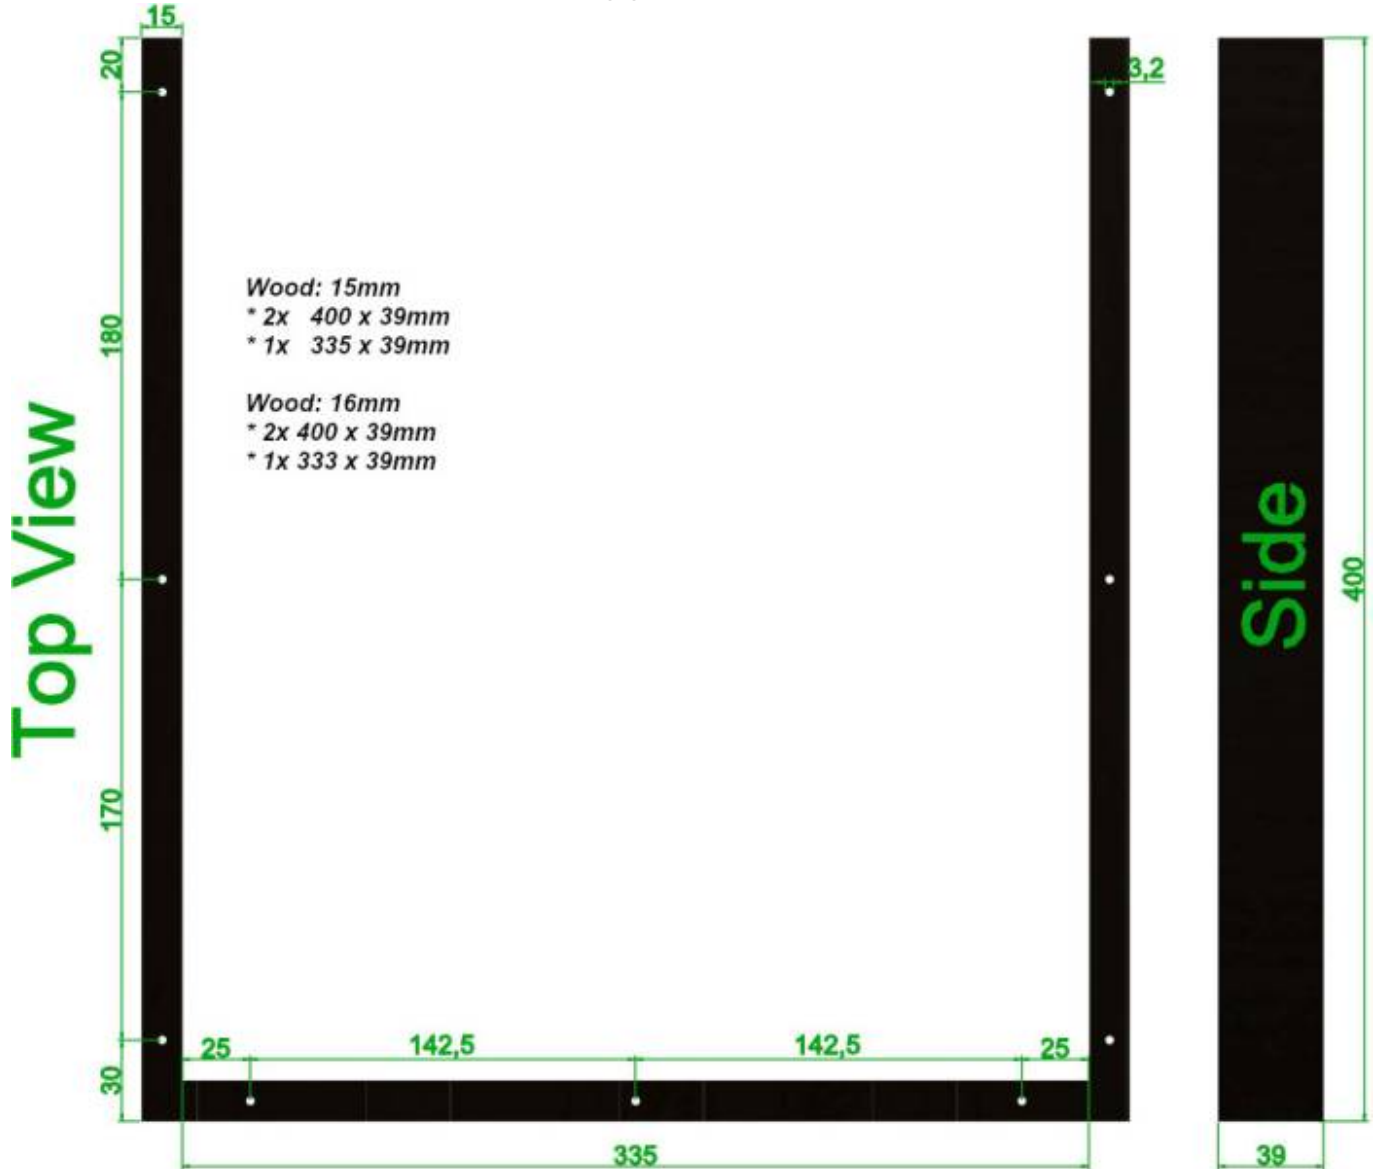 15
20
3,2
Wood: 15mm
* 2x 400 x 39mm
* 1x 335 x 39mm
180
Wood: 16mm
* 2x 400 x 39mm
* 1x 333 x 39mm
Top View
Side
400
170
25
142,5
142,5
25
30
335
39